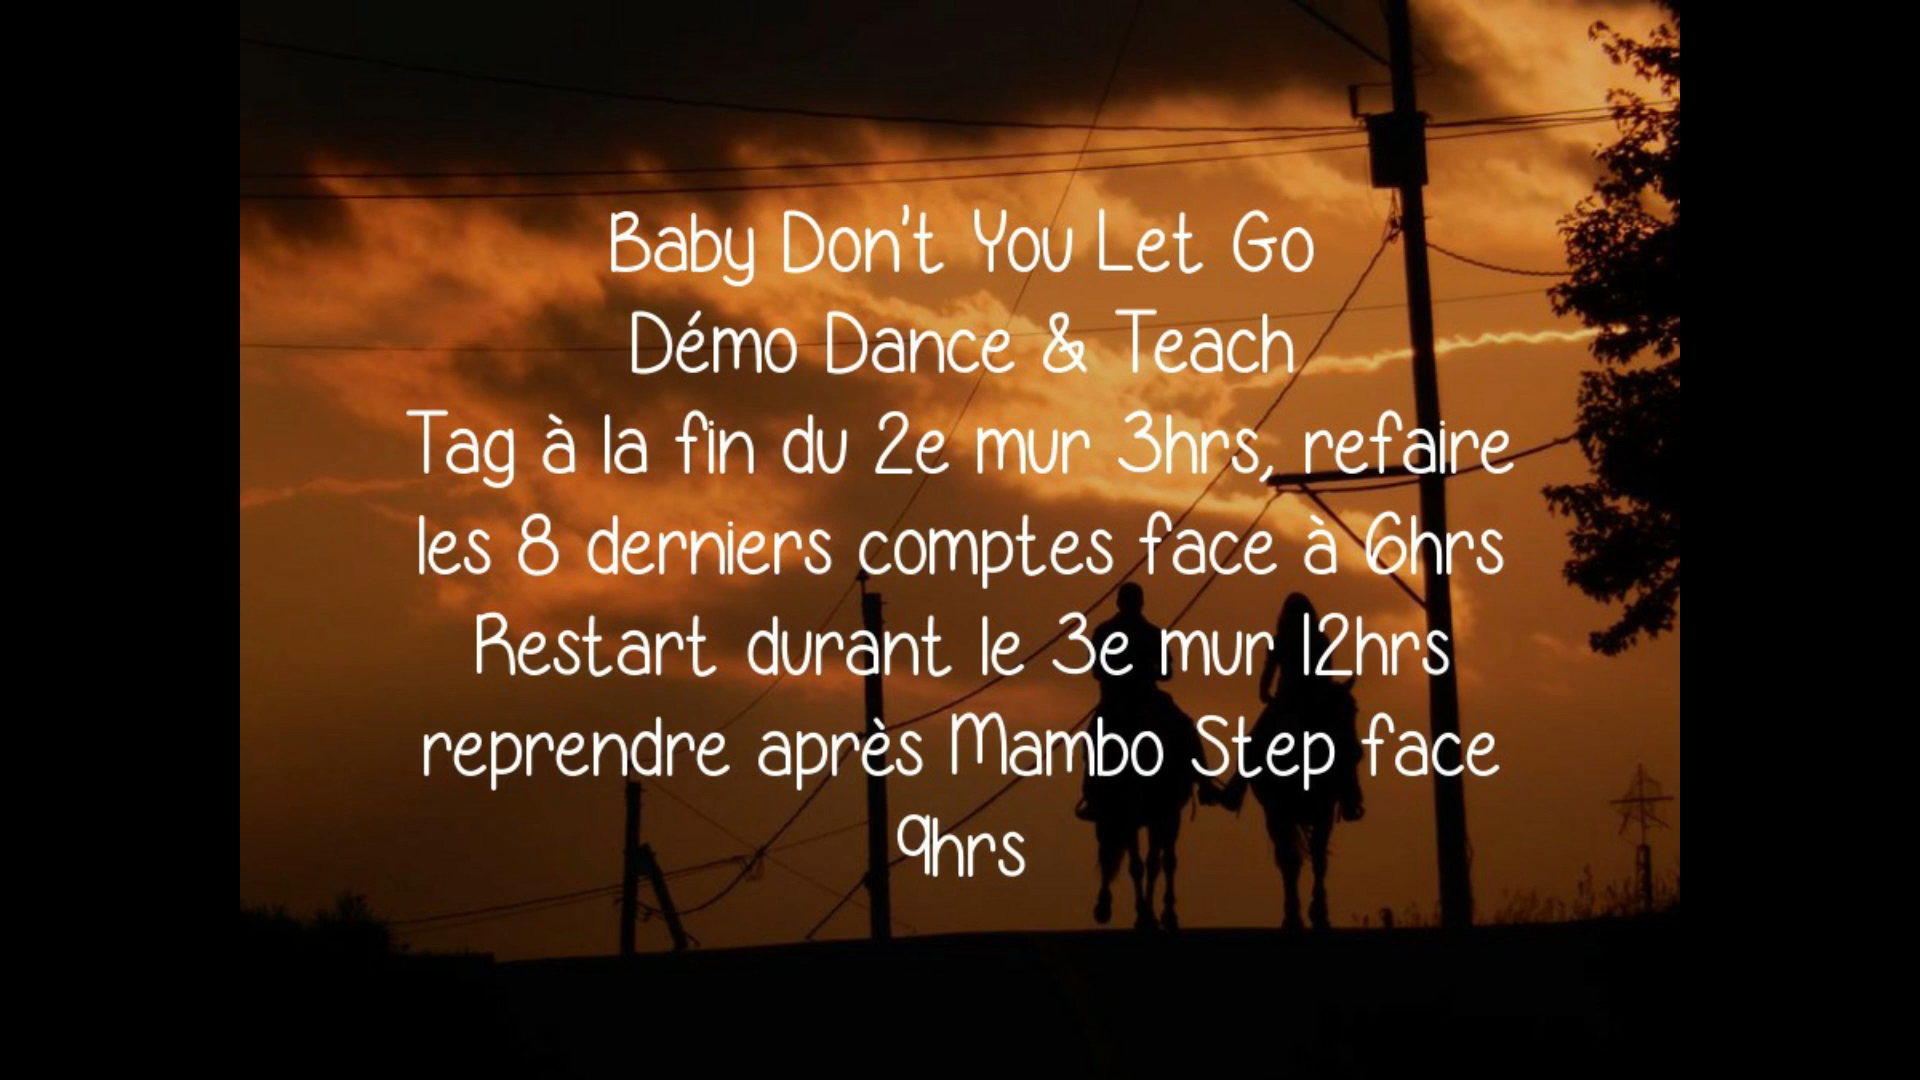 Baby Don't You Let Go
Démo Dance & Teach
Tag à la fin du 2e mur 3hrs, refaire
les 8 derniers comptes face à 6hrs
Restart durant le 3e mur 12hrs
reprendre après Mambo Step face
9hrs